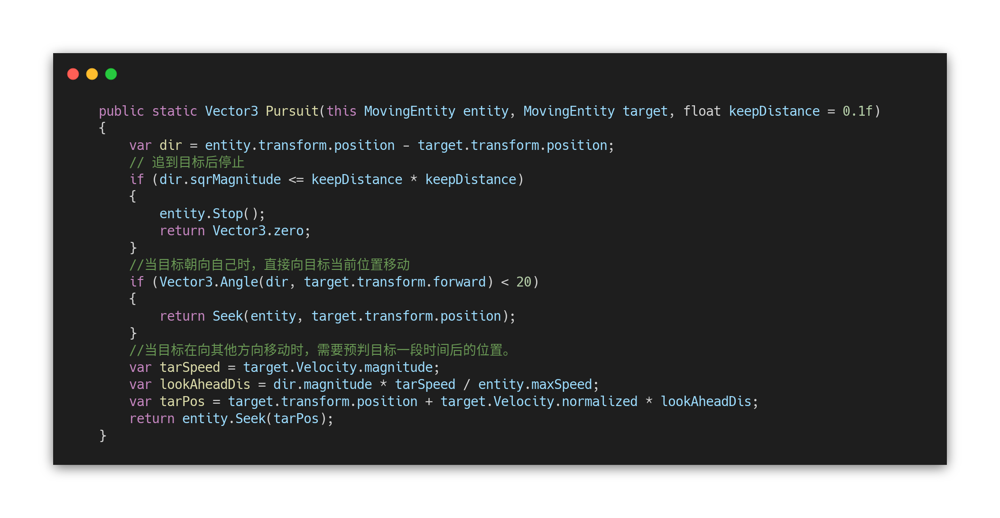 public static Vector3 Pursuit(this MovingEntity entity, MovingEntity target, float keepDistance = 0.1f)
{
    var dir = entity.transform.position - target.transform.position;
    // 追到目标后停止
    if (dir.sqrMagnitude <= keepDistance * keepDistance)
    {
        entity.Stop();
        return Vector3.zero;
    }
    //当目标朝向自己时，直接向目标当前位置移动
    if (Vector3.Angle(dir, target.transform.forward) < 20)
    {
        return Seek(entity, target.transform.position);
    }
    //当目标在向其他方向移动时，需要预判目标一段时间后的位置。
    var tarSpeed = target.Velocity.magnitude;
    var lookAheadDis = dir.magnitude * tarSpeed / entity.maxSpeed;
    var tarPos = target.transform.position + target.Velocity.normalized * lookAheadDis;
    return entity.Seek(tarPos);
}